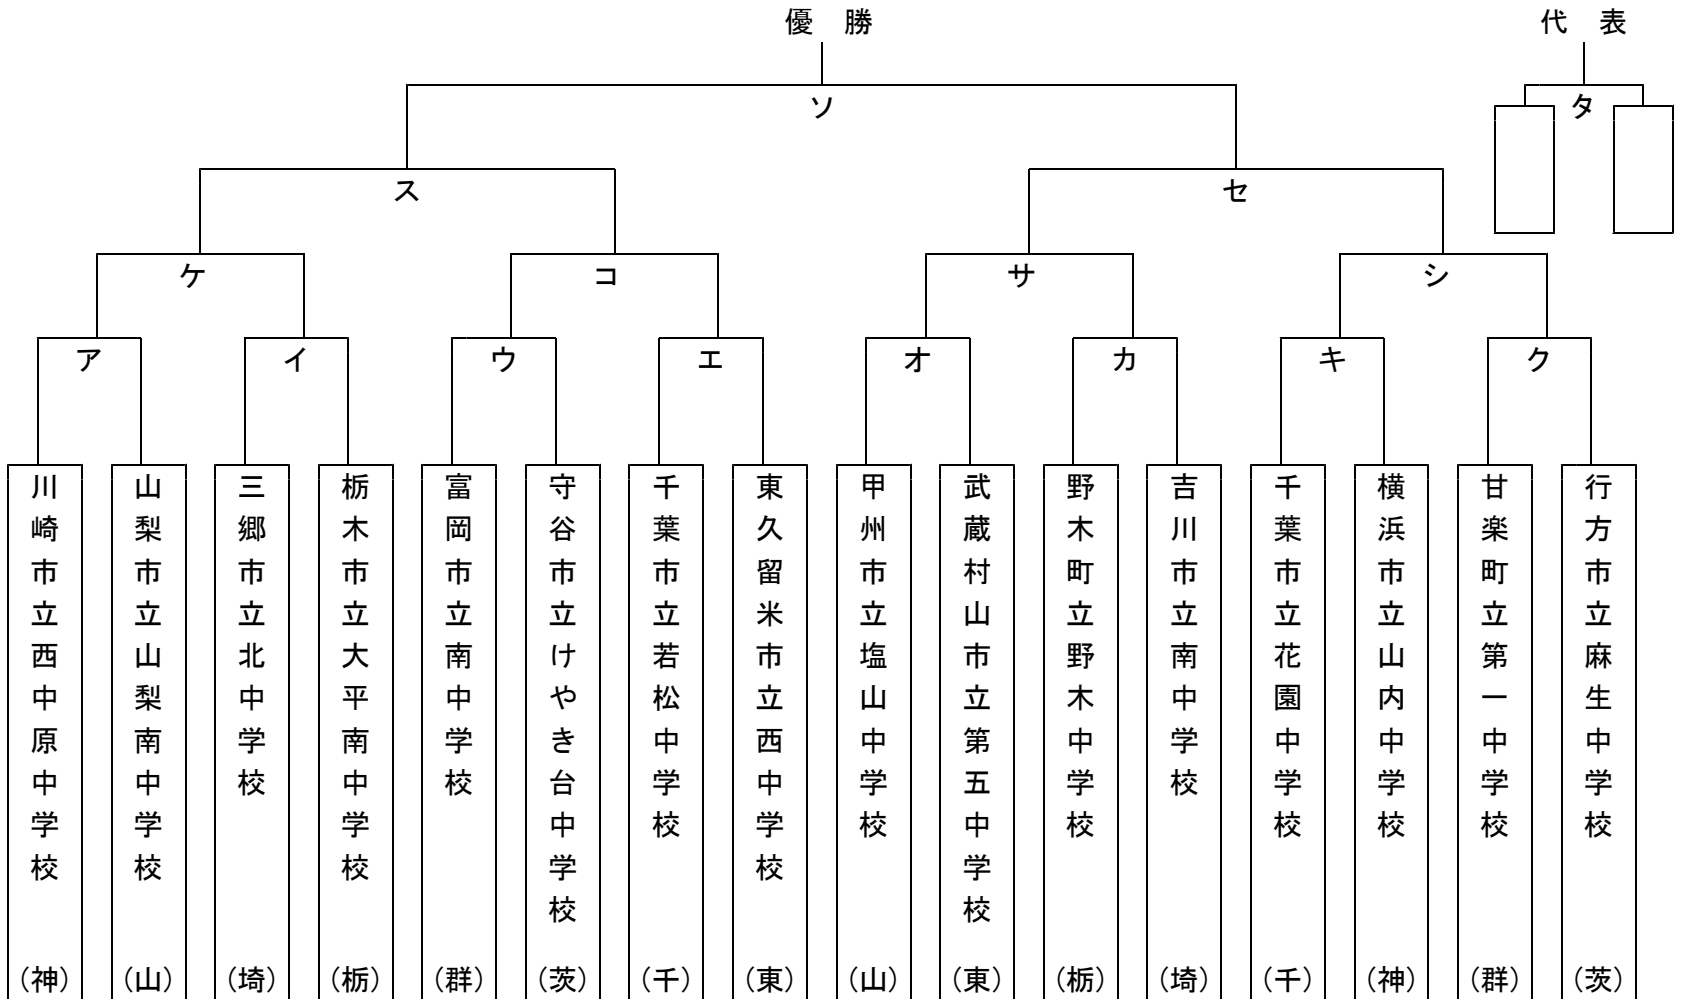 優 勝
代 表
ソ
タ
ス
セ
ケ
コ
サ
シ
ア
イ
ウ
エ
オ
カ
キ
ク
川崎市立西中原中学校
(神)
山梨市立山梨南中学校
(山)
三郷市立北中学校
(埼)
栃木市立大平南中学校
(栃)
富岡市立南中学校
(群)
守谷市立けやき台中学校
(茨)
千葉市立若松中学校
(千)
東久留米市立西中学校
(東)
甲州市立塩山中学校
(山)
武蔵村山市立第五中学校
(東)
野木町立野木中学校
(栃)
吉川市立南中学校
(埼)
千葉市立花園中学校
(千)
横浜市立山内中学校
(神)
甘楽町立第一中学校
(群)
行方市立麻生中学校
(茨)